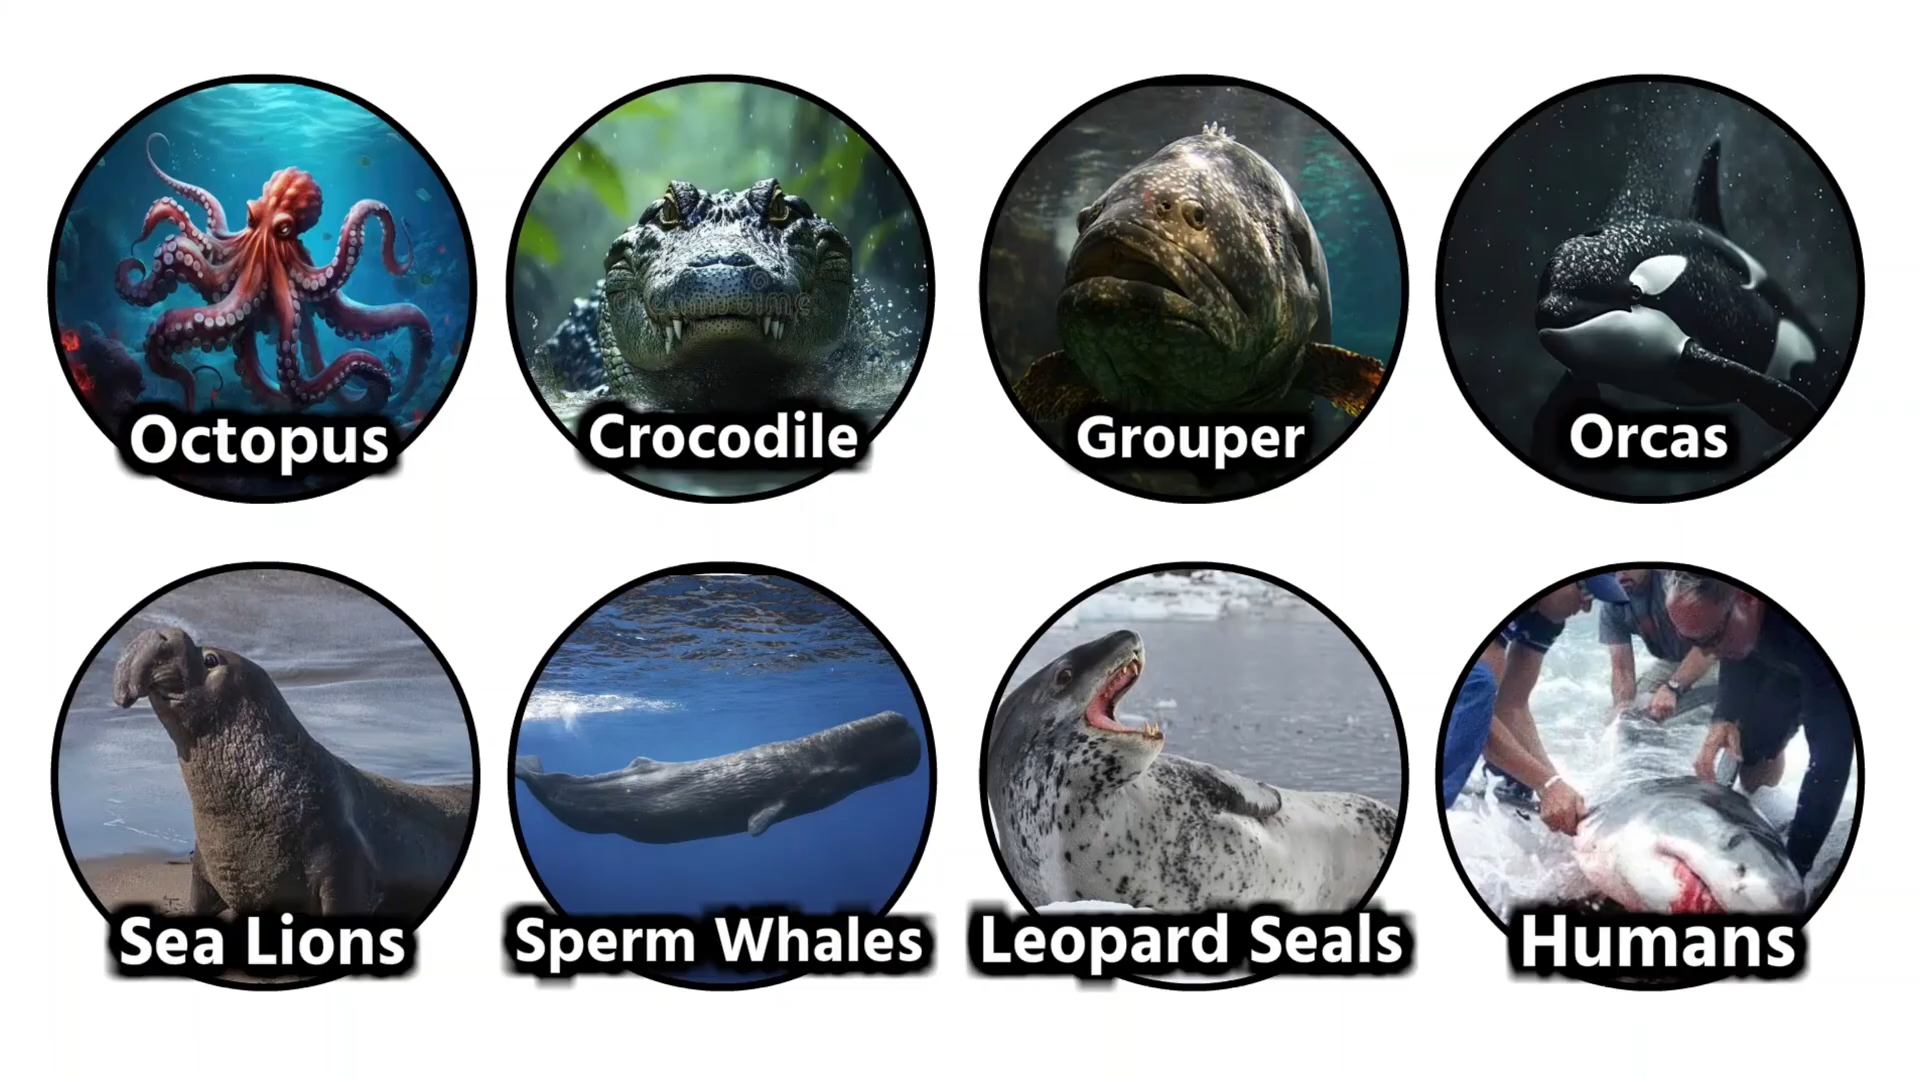 Octopus
Crocodile
Grouper
Orcas
Sea Lions
Sperm Whales
Leopard Seals
Humans